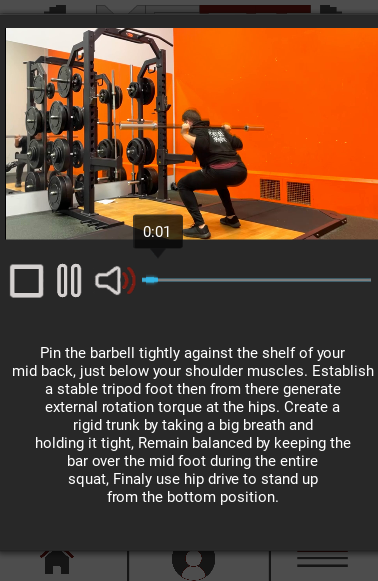 0:01
Pin the barbell tightly against the shelf of your
mid back, just below your shoulder muscles. Establish
a stable tripod foot then from there generate
external rotation torque at the hips. Create a
rigid trunk by taking a big breath and
holding it tight, Remain balanced by keeping the
bar over the mid foot during the entire
squat, Finaly use hip drive to stand up
from the bottom position.